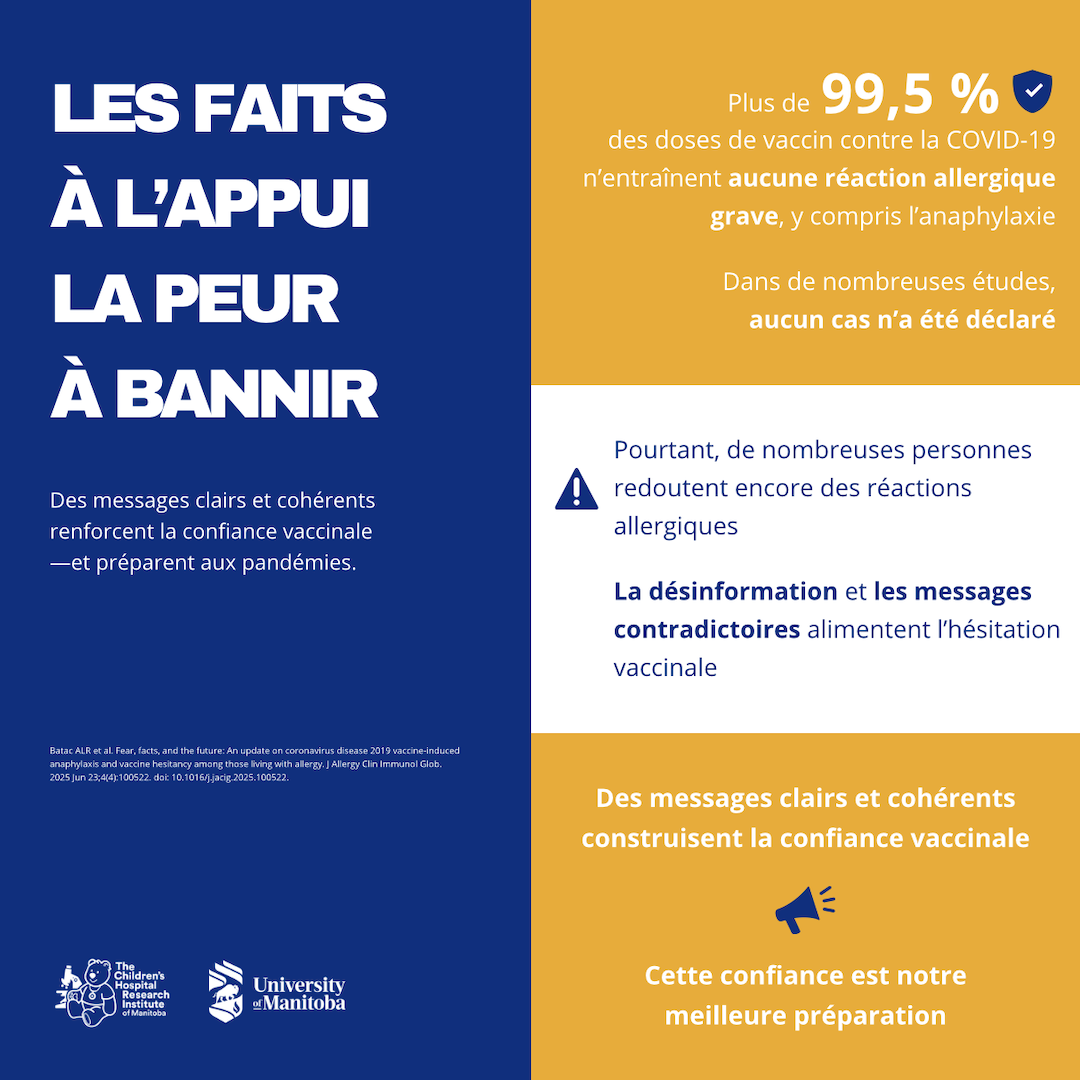 LES FAITS
À L'APPUI
LA PEUR
À BANNIR
Des messages clairs et cohérents
renforcent la confiance vaccinale
—et préparent aux pandémies.
Batac ALR et al. Fear, facts, and the future: An update on coronavirus disease 2019 vaccine-induced
anaphylaxis and vaccine hesitancy among those living with allergy. J Allergy Clin Immunol Glob.
2025 Jun 23;4(4):100522. doi: 10.1016/j.jacig.2025.100522.
The
Children's
Hospital
Research
Institute
of Manitoba
University
of Manitoba
Plus de 99,5 %
des doses de vaccin contre la COVID-19
n'entraînent aucune réaction allergique
grave, y compris l'anaphylaxie
Dans de nombreuses études,
aucun cas n'a été déclaré
Pourtant, de nombreuses personnes
redoutent encore des réactions
allergiques
La désinformation et les messages
contradictoires alimentent l'hésitation
vaccinale
Des messages clairs et cohérents
construisent la confiance vaccinale
Cette confiance est notre
meilleure préparation